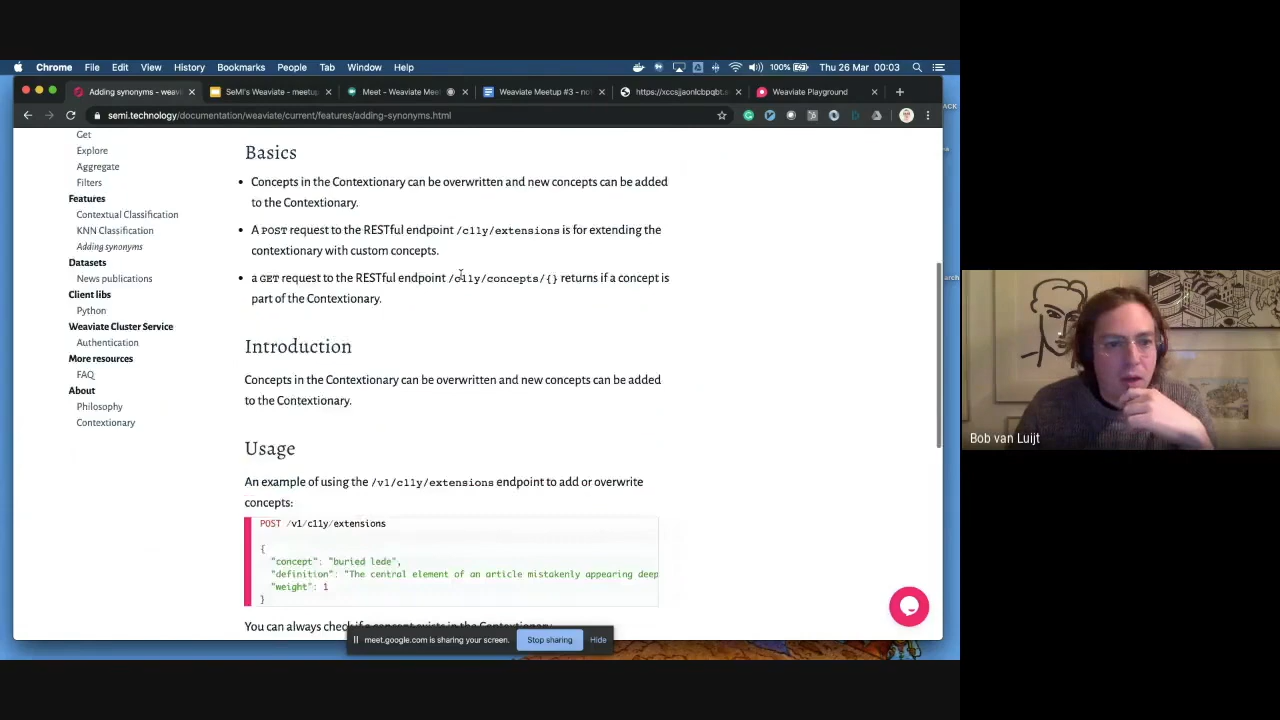 Chrome File Edit View History Bookmarks People Tab Window Help 100% Thu 26 Mar 00:03
Adding synonyms - weavi
SeMI's Weaviate - meetup
Meet - Weaviate Mee
Weaviate Meetup #3 - no
https://xccsjjaonlcbpqbt.s
Weaviate Playground
semi.technology/documentation/weaviate/current/features/adding-synonyms.html
Get
Explore
Aggregate
Filters
Features
Contextual Classification
KNN Classification
Adding synonyms
Datasets
News publications
Client libs
Python
Weaviate Cluster Service
Authentication
More resources
FAQ
About
Philosophy
Contextionary
Basics
• Concepts in the Contextionary can be overwritten and new concepts can be added
to the Contextionary.
• A POST request to the RESTful endpoint /c11y/extensions is for extending the
contextionary with custom concepts.
• a GET request to the RESTful endpoint /c11y/concepts/{} returns if a concept is
part of the Contextionary.
Introduction
Concepts in the Contextionary can be overwritten and new concepts can be added
to the Contextionary.
Usage
An example of using the /v1/c11y/extensions endpoint to add or overwrite
concepts:
POST /v1/c11y/extensions
{
"concept": "buried lede",
"definition": "The central element of an article mistakenly appearing deep
"weight": 1
}
You can always check if a concept exists in the Contextionary
meet.google.com is sharing your screen. Stop sharing Hide
Bob van Luijt